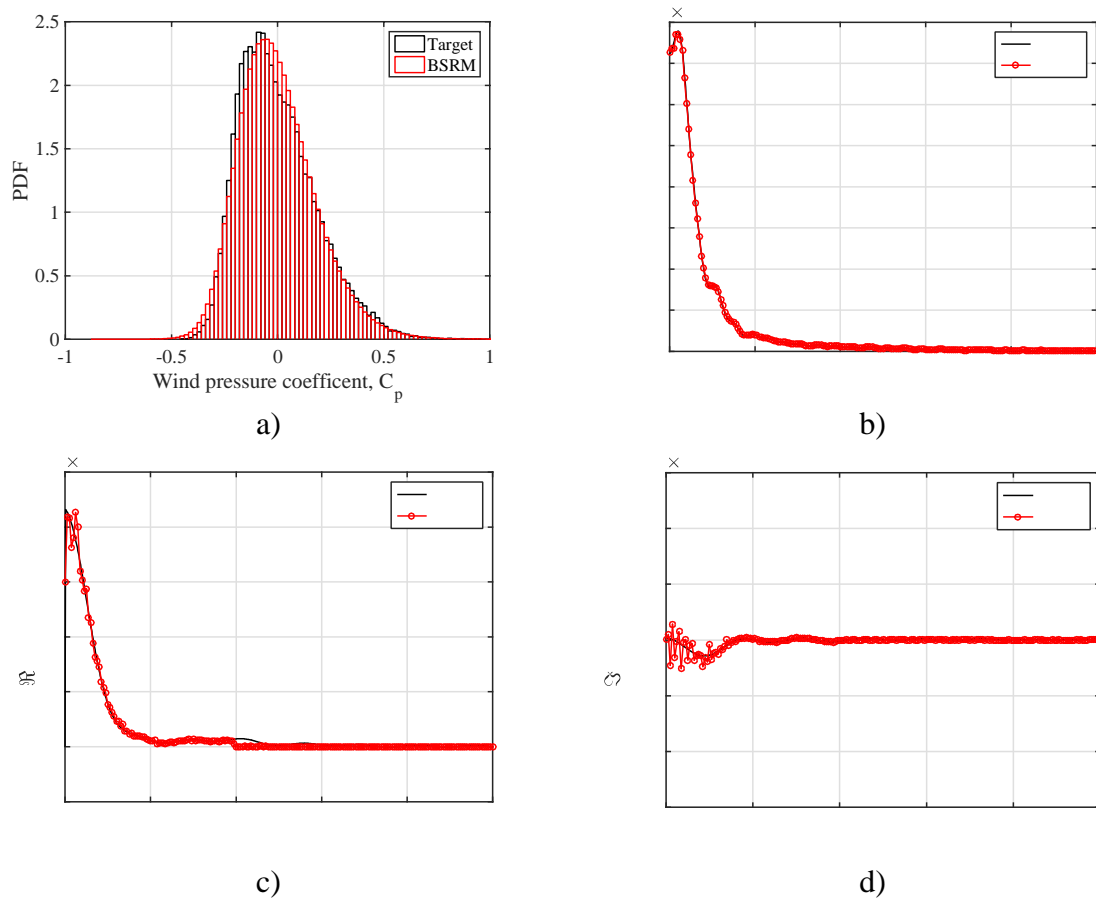 2.5
2
1.5
1
0.5
0
PDF
Target
BSRM
-1 -0.5 0 0.5 1
Wind pressure coefficent, C_p
a)
×
b)
×
ℜ
c)
×
ℑ
d)